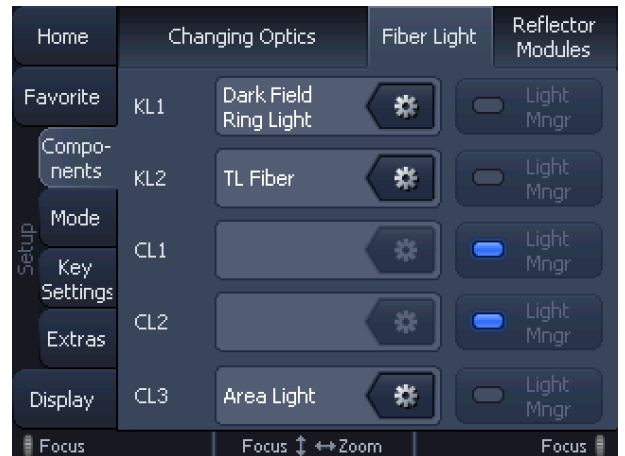 Home
Favorite
Compo-
nents
Setup
Mode
Key
Settings
Extras
Display
Changing Optics
Fiber Light
Reflector
Modules
KL1
Dark Field
Ring Light
Light
Mngr
KL2
TL Fiber
Light
Mngr
CL1
Light
Mngr
CL2
Light
Mngr
CL3
Area Light
Light
Mngr
Focus
Focus ↕ ↔ Zoom
Focus